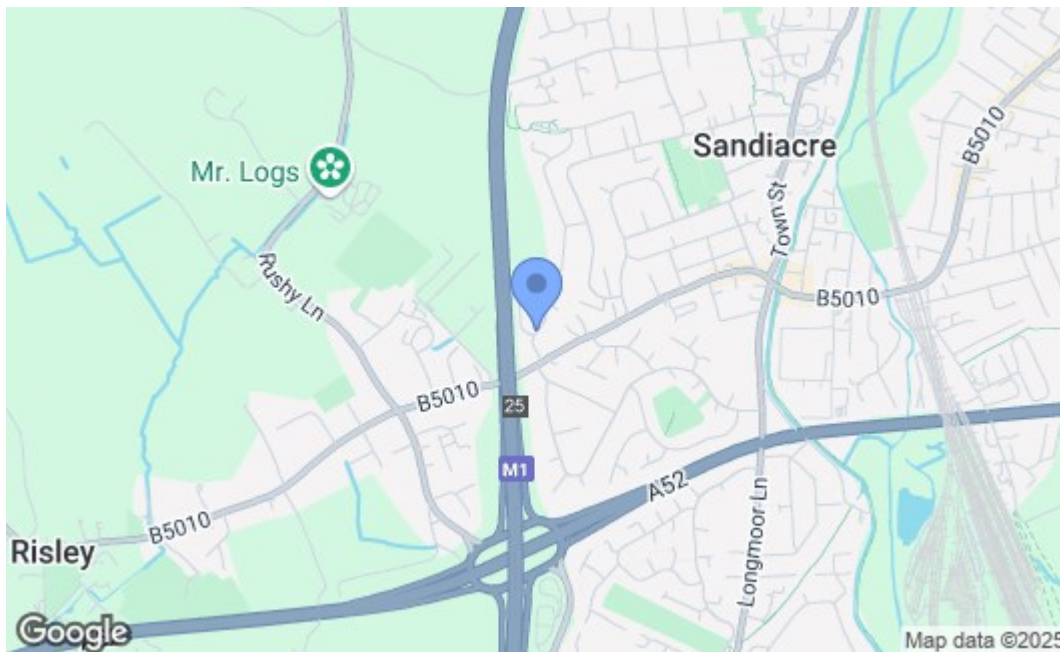 Sandiacre
B5010
Mr. Logs
Town St
Rushy Ln
B5010
B5010
25
M1
A52
B5010
Longmoor Ln
Risley
Google
Map data ©2025